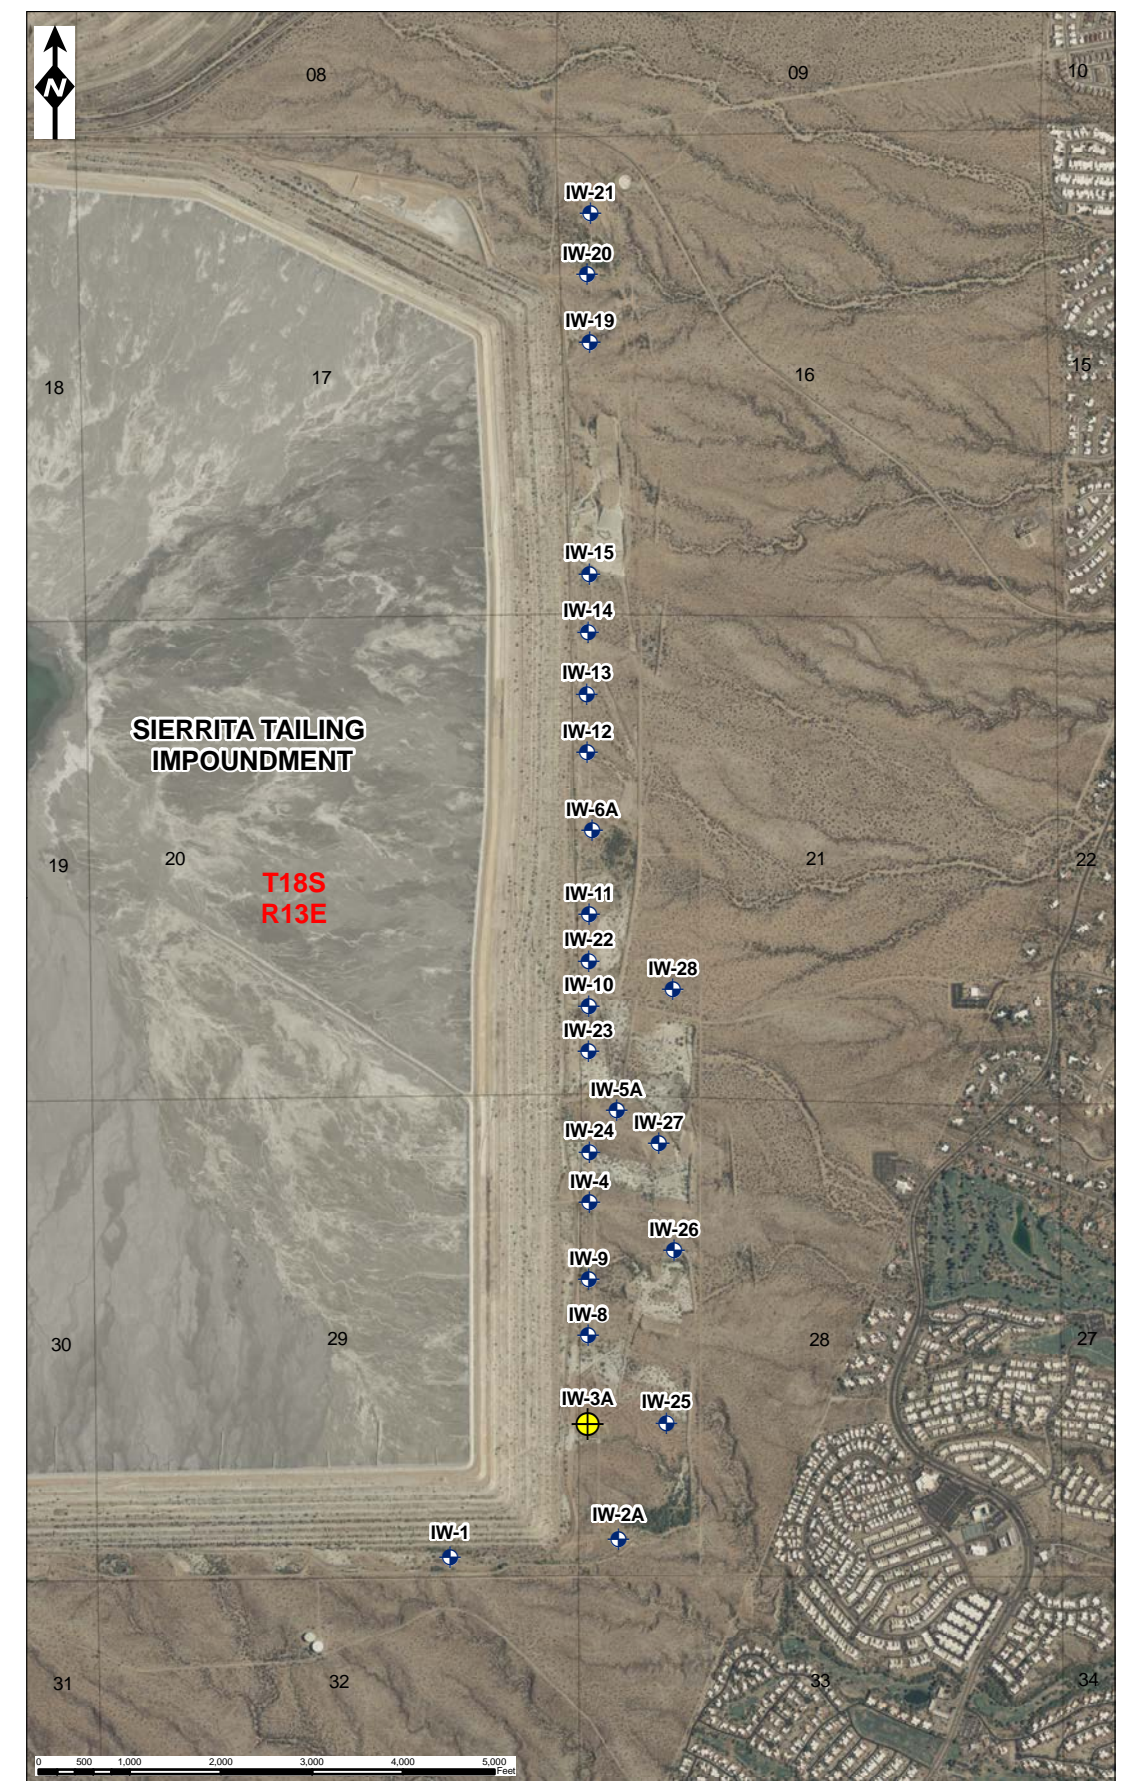 N
08
09
10
IW-21
IW-20
IW-19
17
16
15
18
IW-15
IW-14
IW-13
SIERRITA TAILING
IMPOUNDMENT
IW-12
IW-6A
19
20
21
22
T18S
R13E
IW-11
IW-22
IW-28
IW-10
IW-23
IW-5A
IW-27
IW-24
IW-4
IW-26
IW-9
IW-8
30
29
28
27
IW-3A
IW-25
IW-2A
IW-1
31
32
33
34
0 500 1,000 2,000 3,000 4,000 5,000
Feet